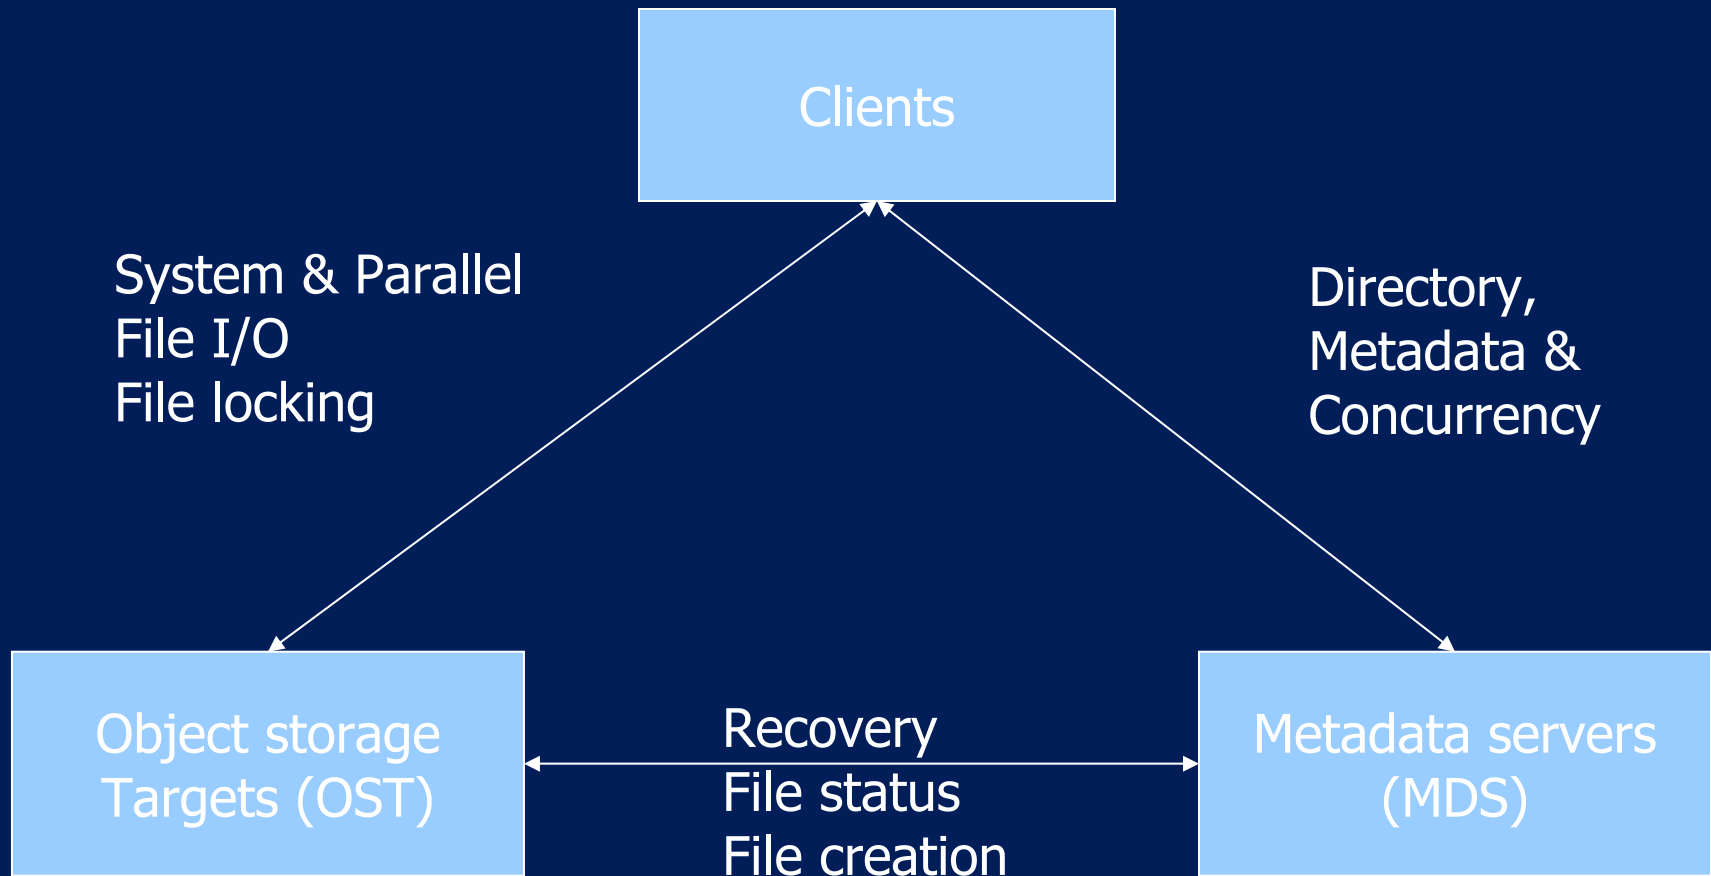 Clients
System & Parallel
File I/O
File locking
Directory,
Metadata &
Concurrency
Object storage
Targets (OST)
Recovery
File status
File creation
Metadata servers
(MDS)